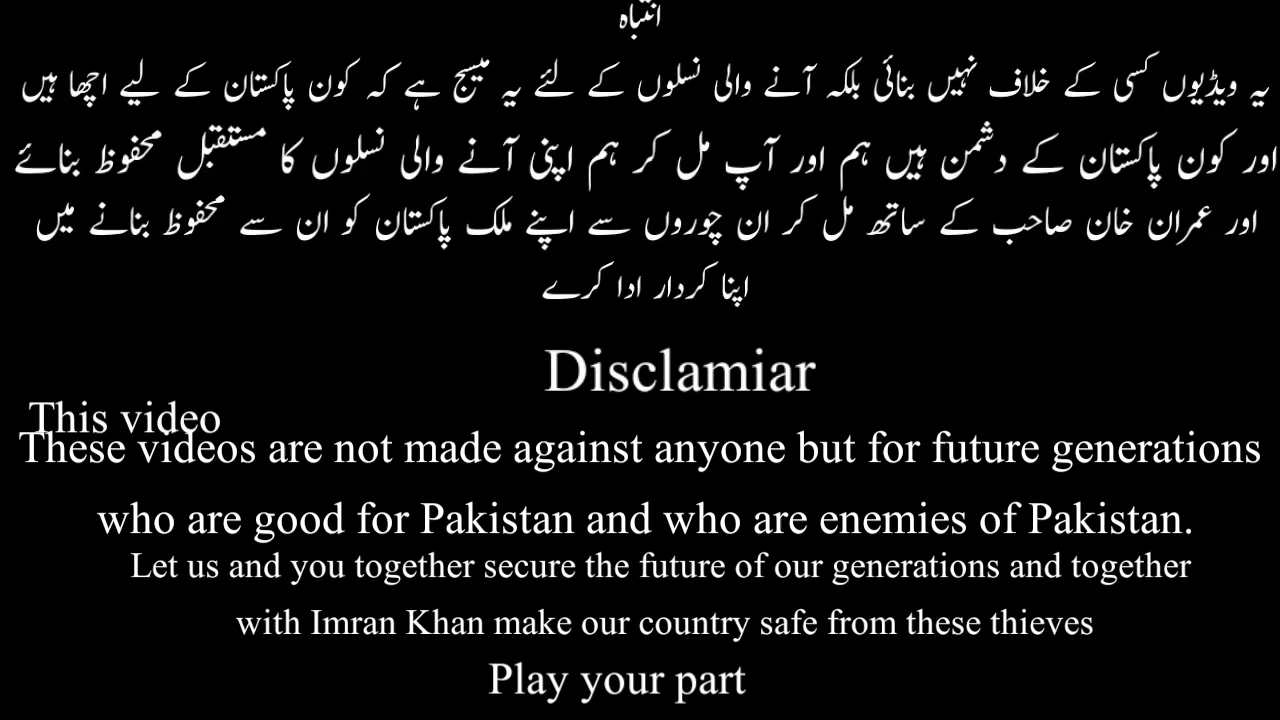 انتباہ
یہ ویڈیوں کسی کے خلاف نہیں بنائی بلکہ آنے والی نسلوں کے لئے یہ میسج ہے کہ کون پاکستان کے لیے اچھا ہیں
اور کون پاکستان کے دشمن ہیں ہم اور آپ مل کر ہم اپنی آنے والی نسلوں کا مستقبل محفوظ بنائے
اور عمران خان صاحب کے ساتھ مل کر ان چوروں سے اپنے ملک پاکستان کو ان سے محفوظ بنانے میں
اپنا کردار ادا کرے
Disclamiar
This video
These videos are not made against anyone but for future generations
who are good for Pakistan and who are enemies of Pakistan.
Let us and you together secure the future of our generations and together
with Imran Khan make our country safe from these thieves
Play your part